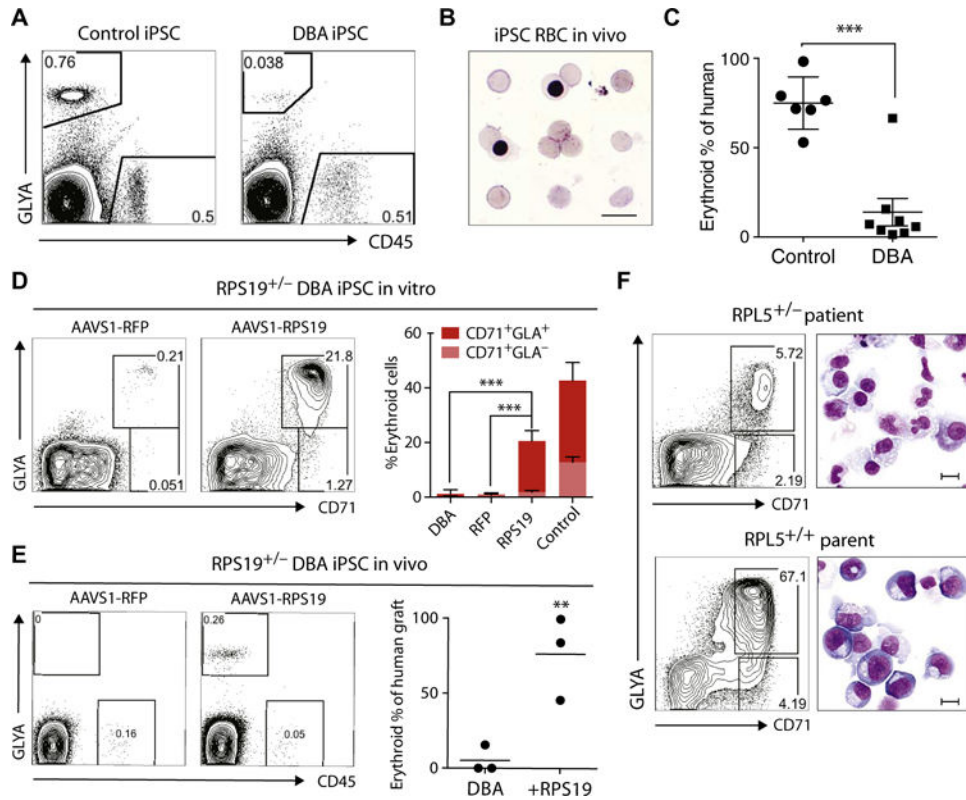 A
Control iPSC
DBA iPSC
0.76
0.038
0.5
0.51
GLYA
CD45
B
iPSC RBC in vivo
C
***
100
50
0
Erythroid % of human
Control
DBA
D
RPS19+/− DBA iPSC in vitro
AAVS1-RFP
AAVS1-RPS19
0.21
21.8
0.051
1.27
GLYA
CD71
CD71+GLA+
CD71+GLA−
60
40
20
0
% Erythroid cells
***
***
DBA
RFP
RPS19
Control
E
RPS19+/− DBA iPSC in vivo
AAVS1-RFP
AAVS1-RPS19
0
0.26
0.16
0.05
GLYA
CD45
**
100
50
0
Erythroid % of human graft
DBA
+RPS19
F
RPL5+/− patient
5.72
2.19
CD71
RPL5+/+ parent
67.1
4.19
GLYA
CD71